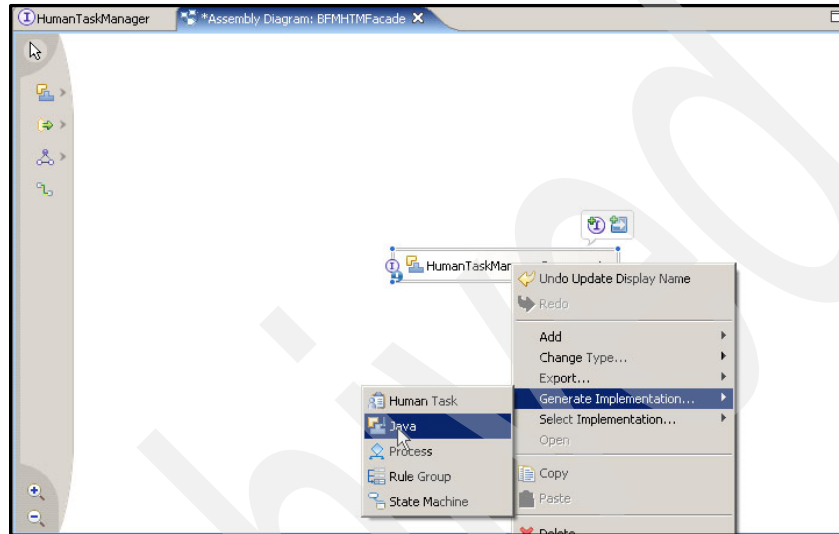 HumanTaskManager
*Assembly Diagram: BFMHTMFacade
HumanTaskMan
Undo Update Display Name
Redo
Add
Change Type...
Export...
Generate Implementation...
Select Implementation...
Open
Copy
Paste
Delete
Human Task
Java
Process
Rule Group
State Machine